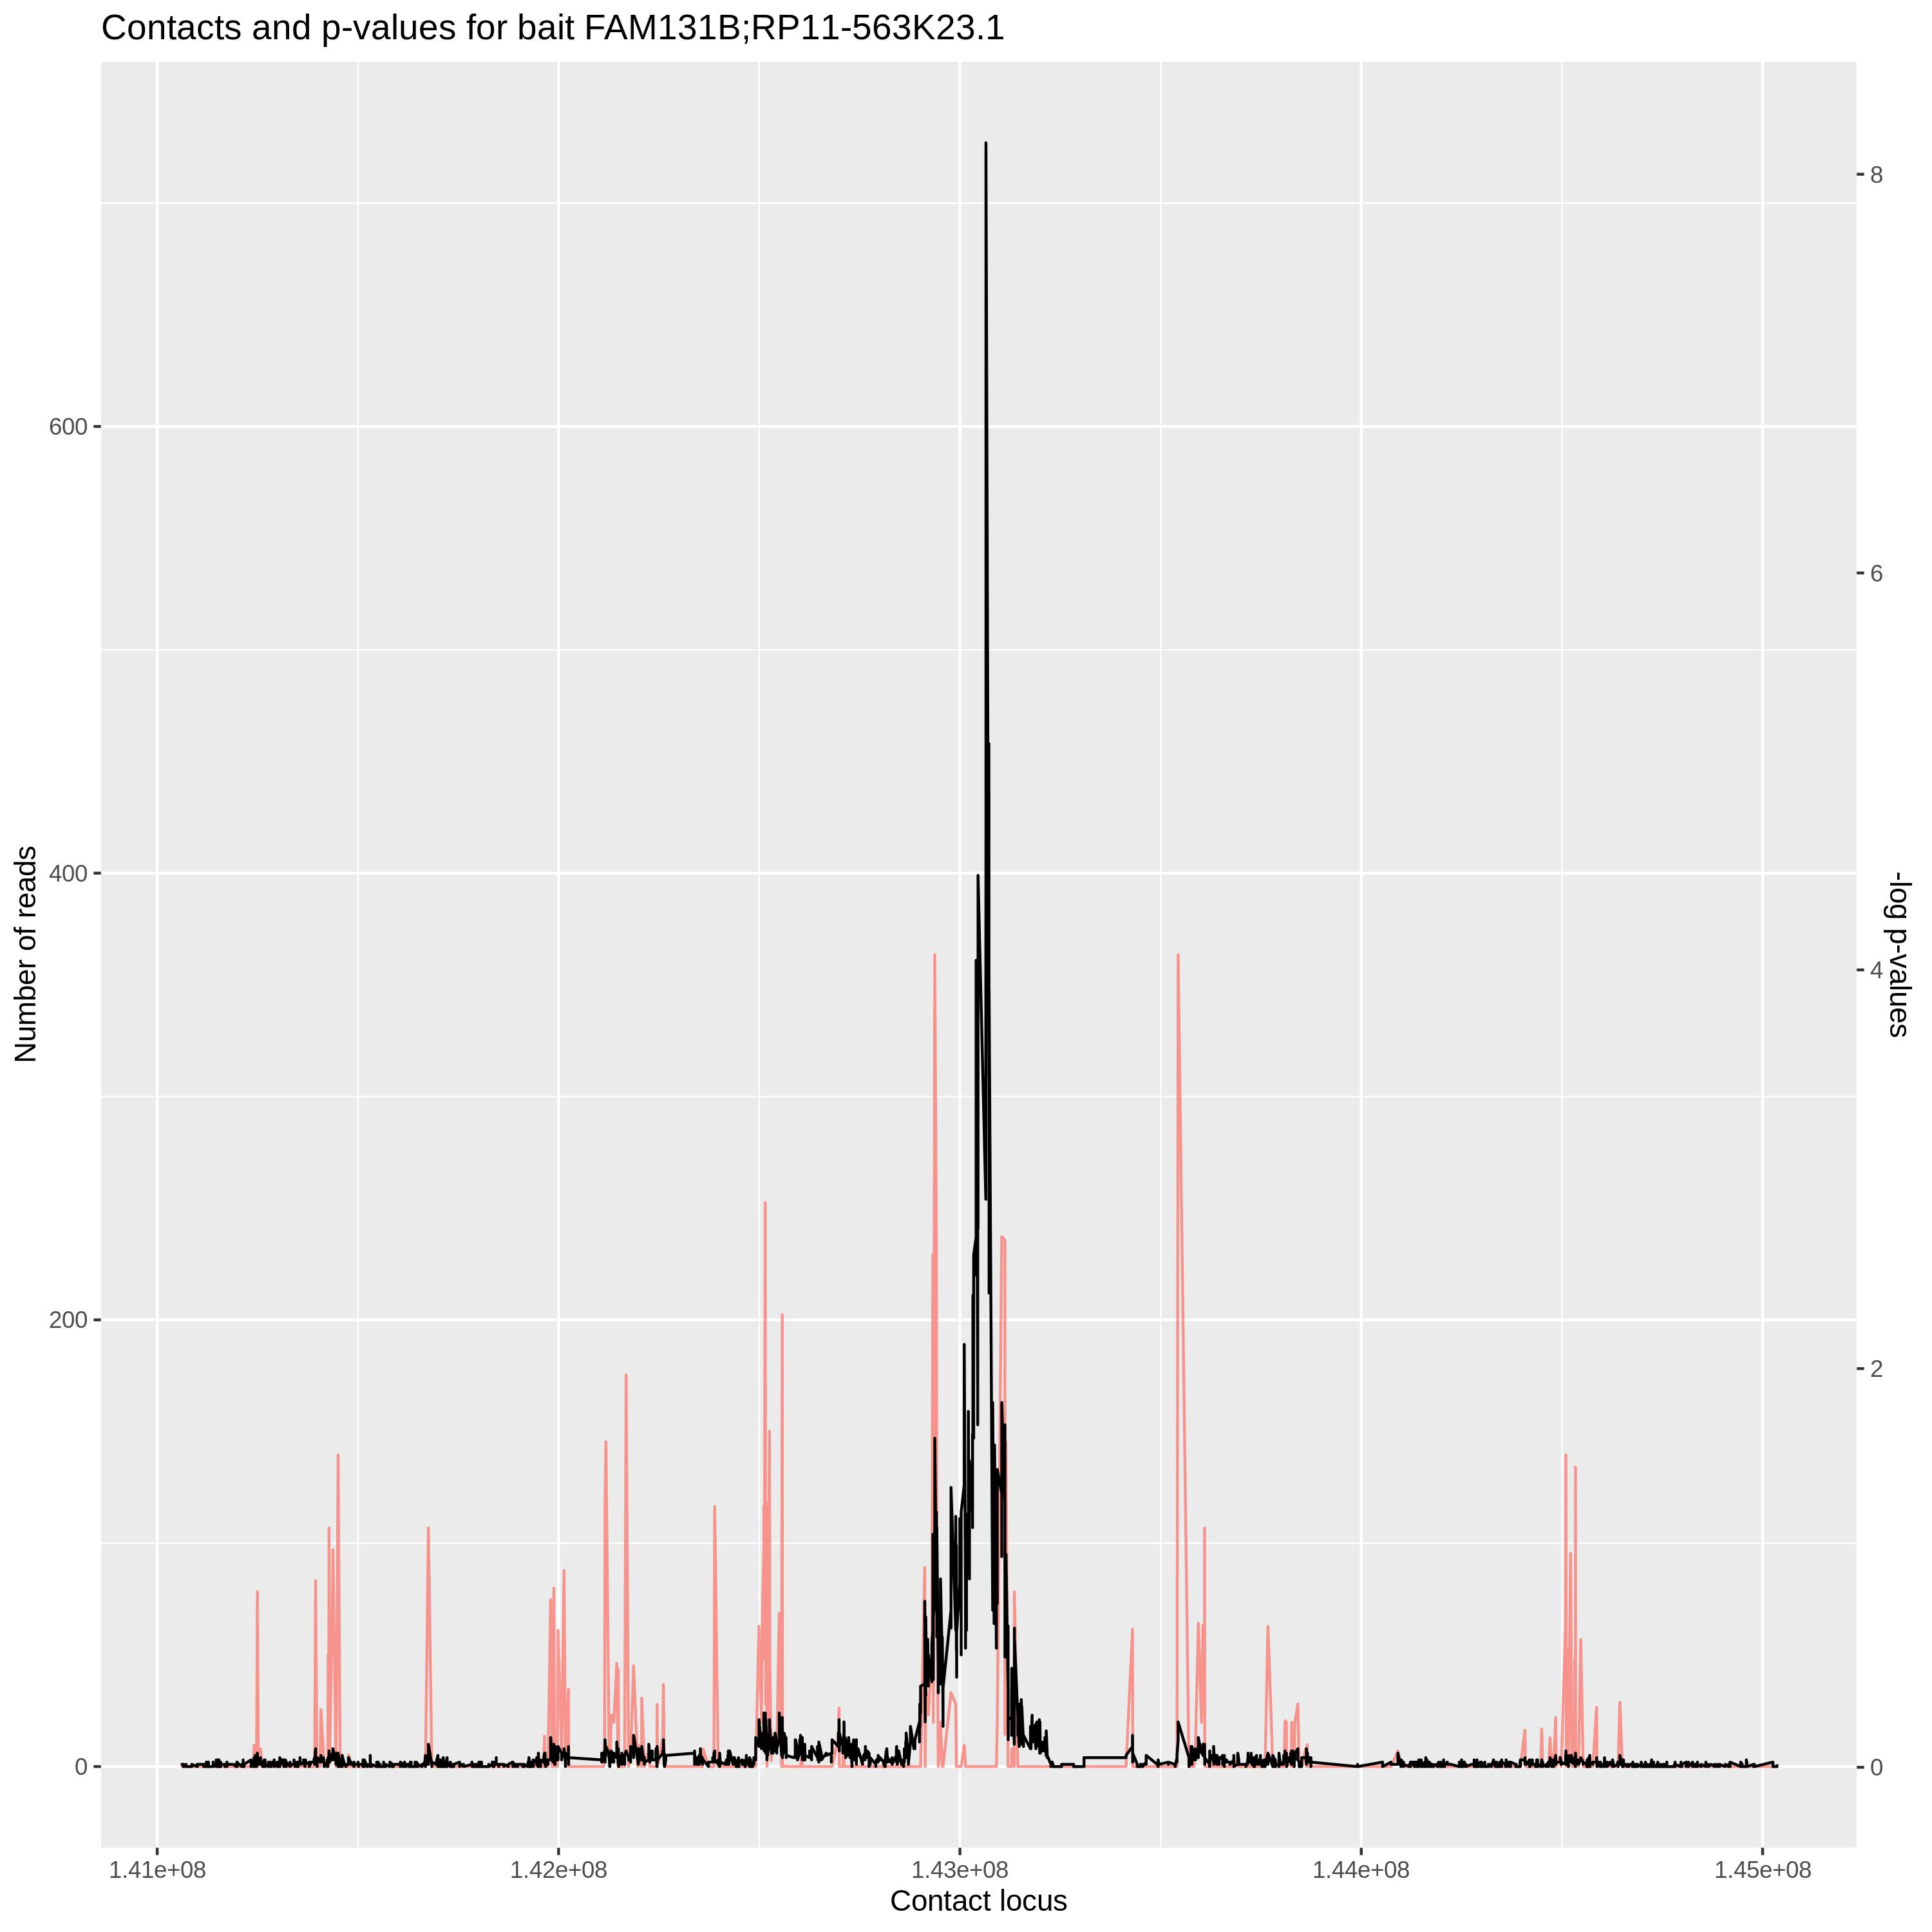 Contacts and p-values for bait FAM131B;RP11-563K23.1
Number of reads
600
400
200
0
8
6
4
2
0
-log p-values
1.41e+08 1.42e+08 1.43e+08 1.44e+08 1.45e+08
Contact locus